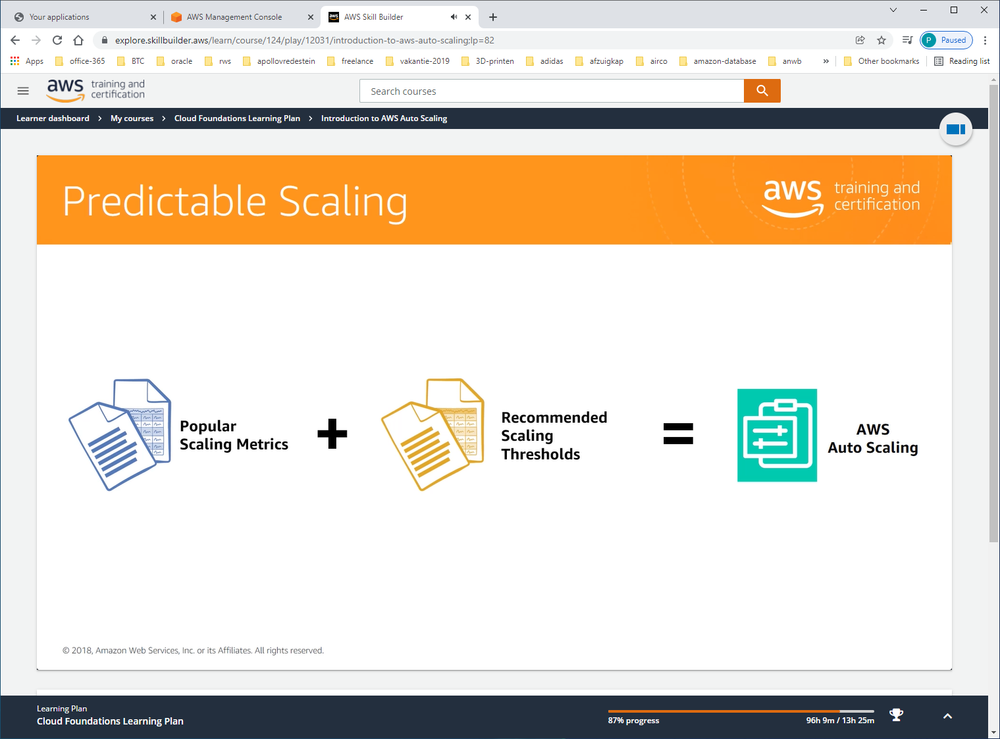 Your applications
AWS Management Console
aws
AWS Skill Builder
explore.skillbuilder.aws/learn/course/124/play/12031/introduction-to-aws-auto-scaling;lp=82
P
Paused
Apps
office-365
BTC
oracle
rws
apollovredestein
freelance
vakantie-2019
3D-printen
adidas
afzuigkap
airco
amazon-database
anwb
»
Other bookmarks
Reading list
aws
training and
certification
Search courses
Learner dashboard
My courses
Cloud Foundations Learning Plan
Introduction to AWS Auto Scaling
Predictable Scaling
aws
training and
certification
Popular
Scaling Metrics
+
Recommended
Scaling
Thresholds
=
AWS
Auto Scaling
© 2018, Amazon Web Services, Inc. or its Affiliates. All rights reserved.
Learning Plan
Cloud Foundations Learning Plan
87% progress
96h 9m / 13h 25m